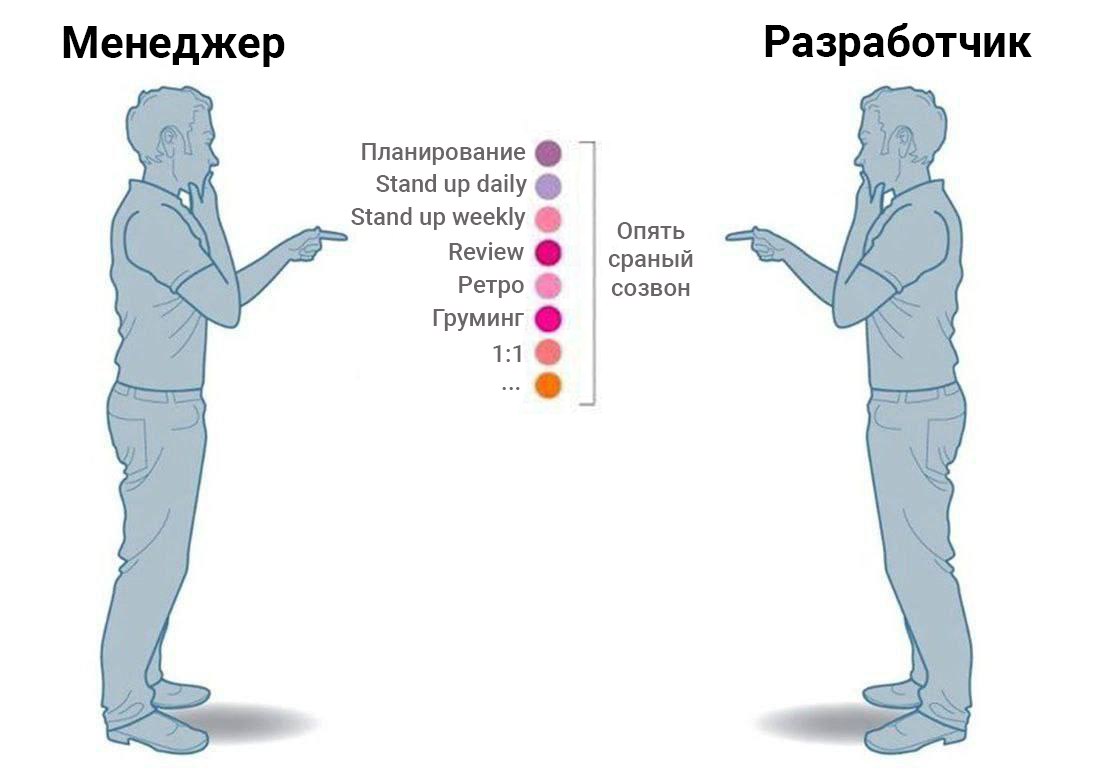 Менеджер
Разработчик
Планирование
Stand up daily
Stand up weekly
Review
Ретро
Груминг
1:1
...
Опять
сраный
созвон